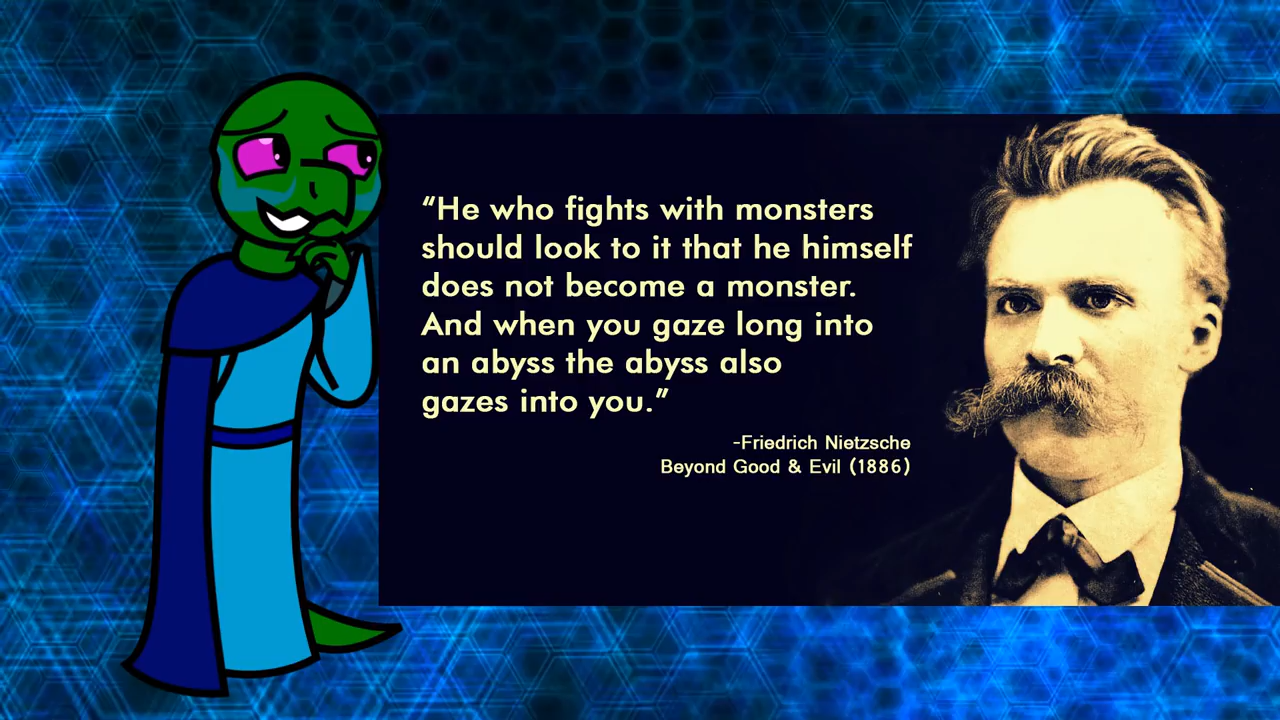 “He who fights with monsters
should look to it that he himself
does not become a monster.
And when you gaze long into
an abyss the abyss also
gazes into you.”
-Friedrich Nietzsche
Beyond Good & Evil (1886)